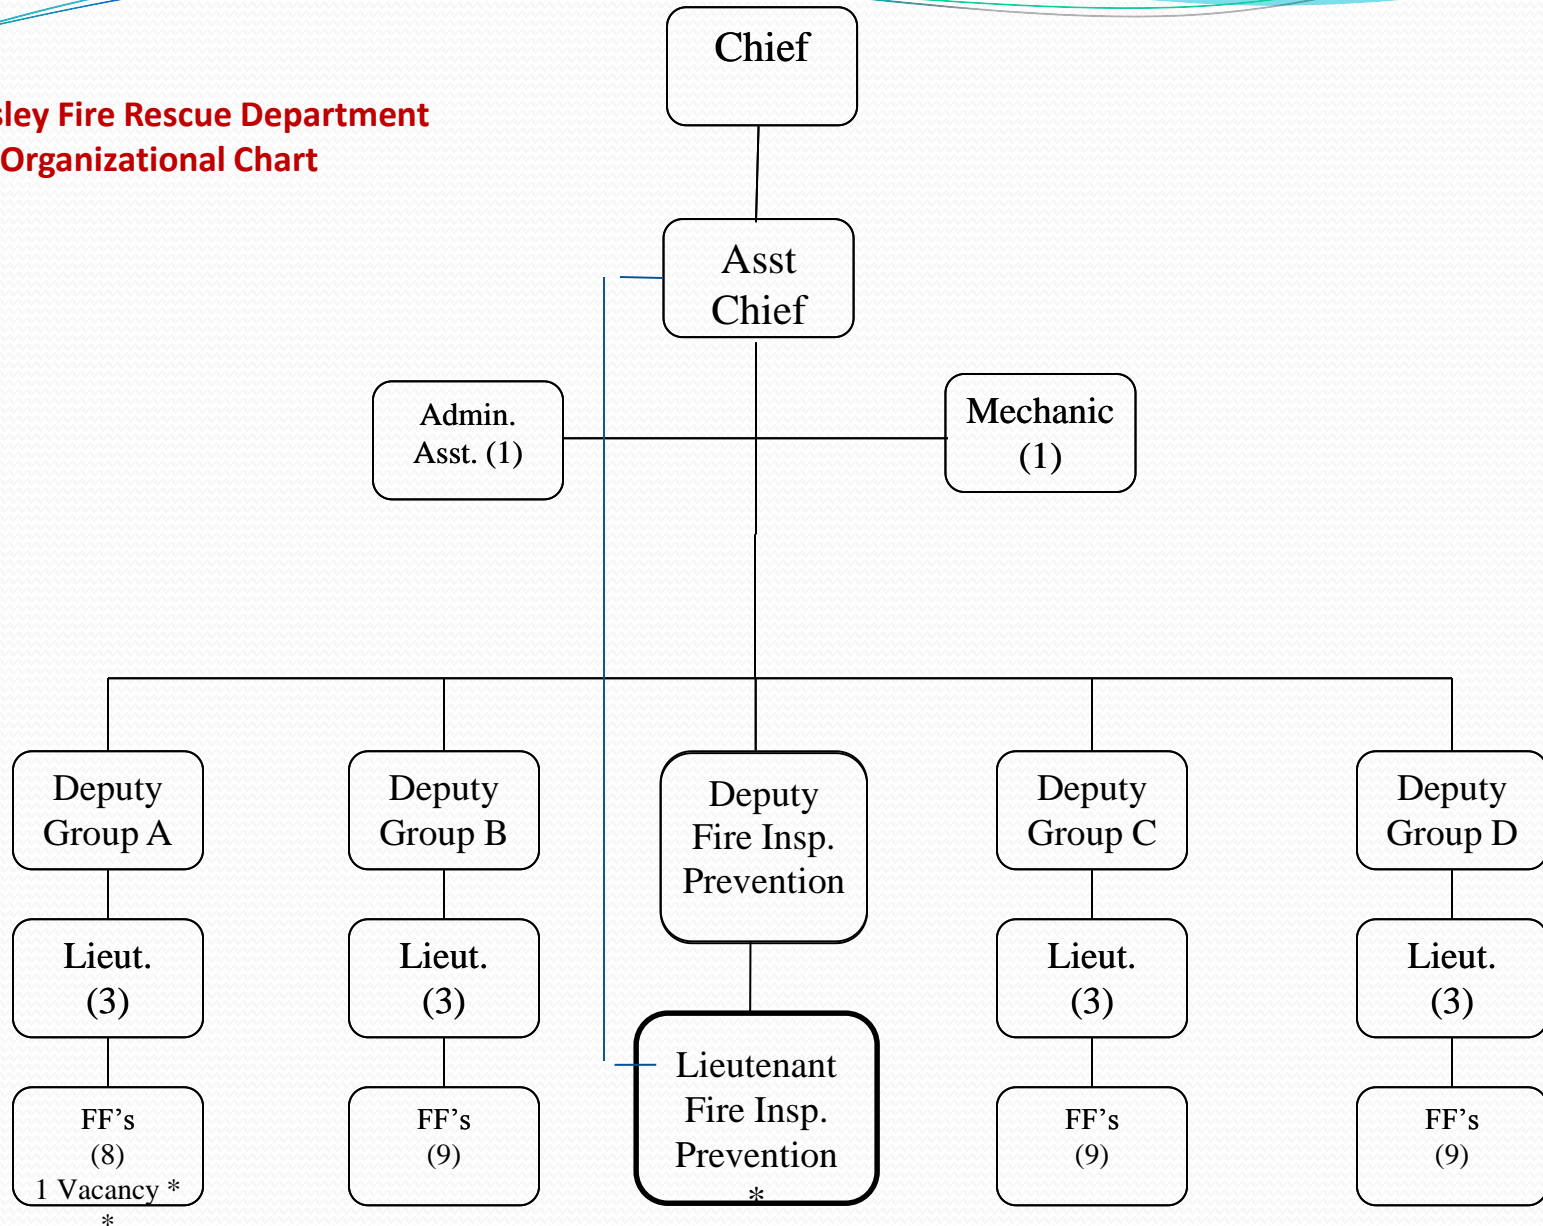 Chief
sley Fire Rescue Department
Organizational Chart
Asst
Chief
Admin.
Asst. (1)
Mechanic
(1)
Deputy
Group A
Deputy
Group B
Deputy
Fire Insp.
Prevention
Deputy
Group C
Deputy
Group D
Lieut.
(3)
Lieut.
(3)
Lieut.
(3)
Lieut.
(3)
FF's
(8)
1 Vacancy *
*
FF's
(9)
Lieutenant
Fire Insp.
Prevention
*
FF's
(9)
FF's
(9)